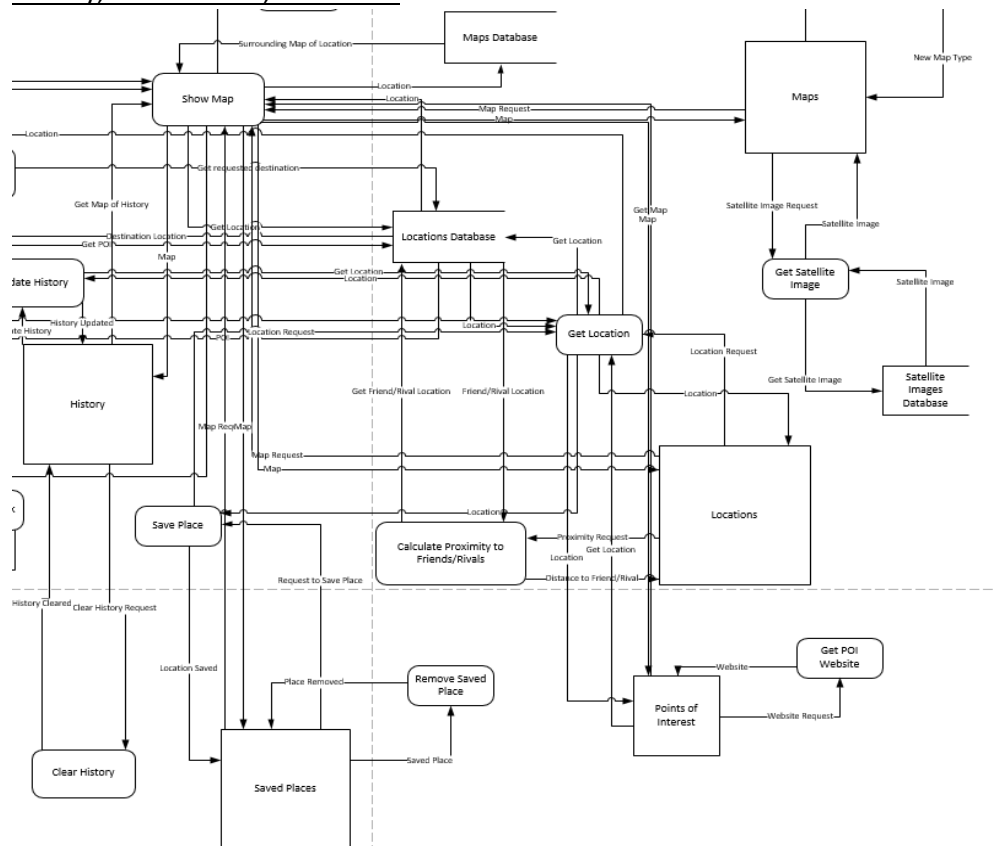 Surrounding Map of Location
Maps Database
New Map Type
Show Map
Location
Location
Map Request
Map
Maps
Location
Get requested destination
Get Map of History
Get Map
Map
Satellite Image Request
Satellite Image
Get Location
Destination Location
Get POI
Locations Database
Get Location
Map
Get Satellite
Image
Satellite Image
date History
Get Location
Location
History Updated
te History
Location Request
POI
Location
Get Location
Location Request
Get Satellite Image
Satellite
Images
Database
History
Get Friend/Rival Location
Friend/Rival Location
Location
Map Req
Map
Map Request
Map
Locations
Save Place
Location
Calculate Proximity to
Friends/Rivals
Proximity Request
Get Location
Location
Distance to Friend/Rival
Request to Save Place
History Cleared
Clear History Request
Location Saved
Place Removed
Remove Saved
Place
Website
Get POI
Website
Points of
Interest
Website Request
Clear History
Saved Place
Saved Places